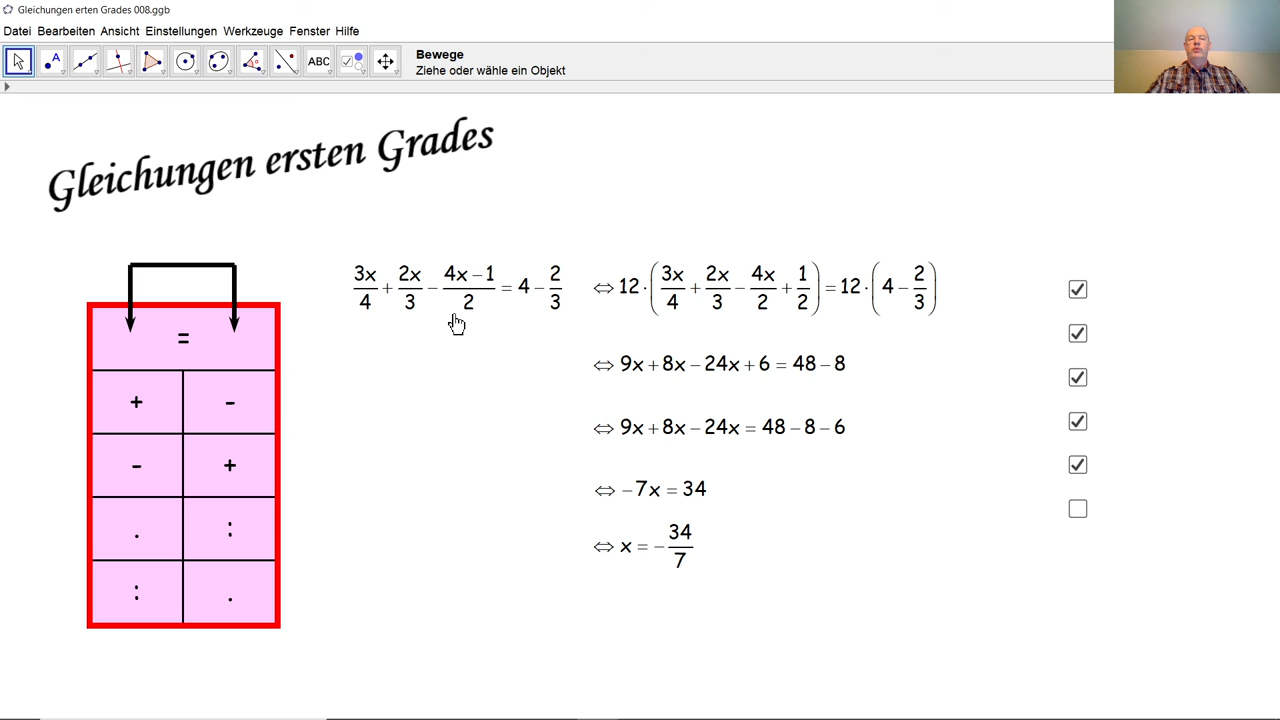 Gleichungen erten Grades 008.ggb
Datei Bearbeiten Ansicht Einstellungen Werkzeuge Fenster Hilfe
A ABC
Bewege
Ziehe oder wähle ein Objekt
Gleichungen ersten Grades
=
+ -
- +
. :
: .
3x/4 + 2x/3 − (4x−1)/2 = 4 − 2/3 ⇔ 12·(3x/4 + 2x/3 − 4x/2 + 1/2) = 12·(4 − 2/3)
⇔ 9x + 8x − 24x + 6 = 48 − 8
⇔ 9x + 8x − 24x = 48 − 8 − 6
⇔ −7x = 34
⇔ x = −34/7